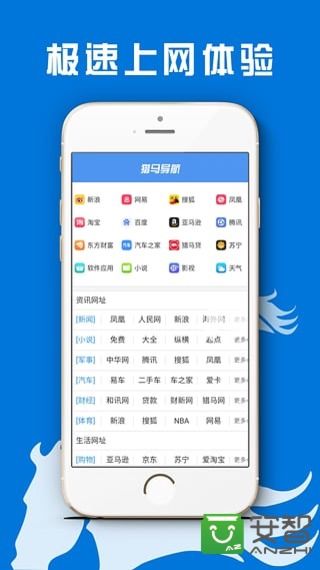 极速上网体验
猎马导航
新浪 网易 搜狐 凤凰
淘宝 百度 亚马逊 腾讯
东方财富 汽车之家 猎马贷 苏宁
软件应用 小说 影视 天气
资讯网址
[新闻] 凤凰 人民网 新浪 海外网 更多
[小说] 免费 大全 纵横 起点 更多
[军事] 中华网 腾讯 搜狐 凤凰 更多
[汽车] 易车 二手车 车之家 爱卡 更多
[财经] 和讯网 贷款 财新网 猎马网 更多
[体育] 新浪 搜狐 NBA 网易 更多
生活网址
[购物] 亚马逊 京东 苏宁 爱淘宝 更多
安智
AZ ANZHI